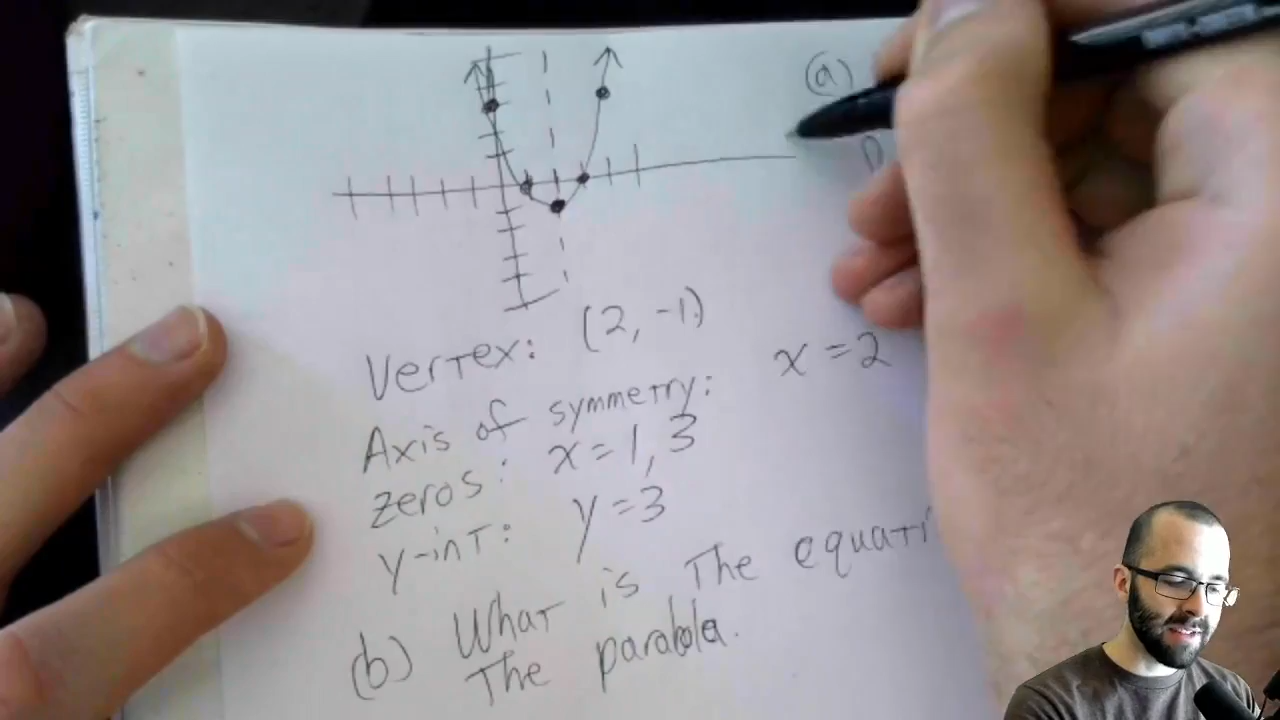 (a)
Vertex: (2, -1)
Axis of symmetry: x = 2
zeros: x = 1, 3
y-int: y = 3
(b) What is The equati
The parabola.